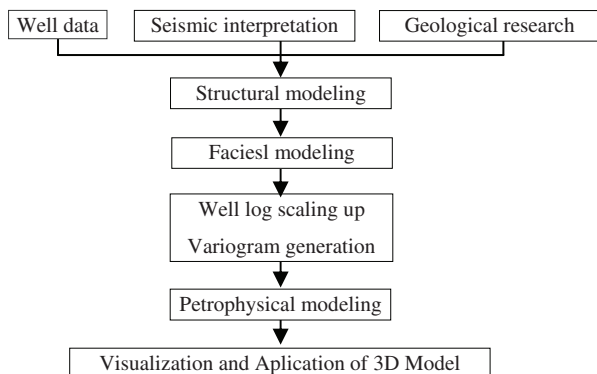 Well data
Seismic interpretation
Geological research
Structural modeling
Faciesl modeling
Well log scaling up
Variogram generation
Petrophysical modeling
Visualization and Aplication of 3D Model